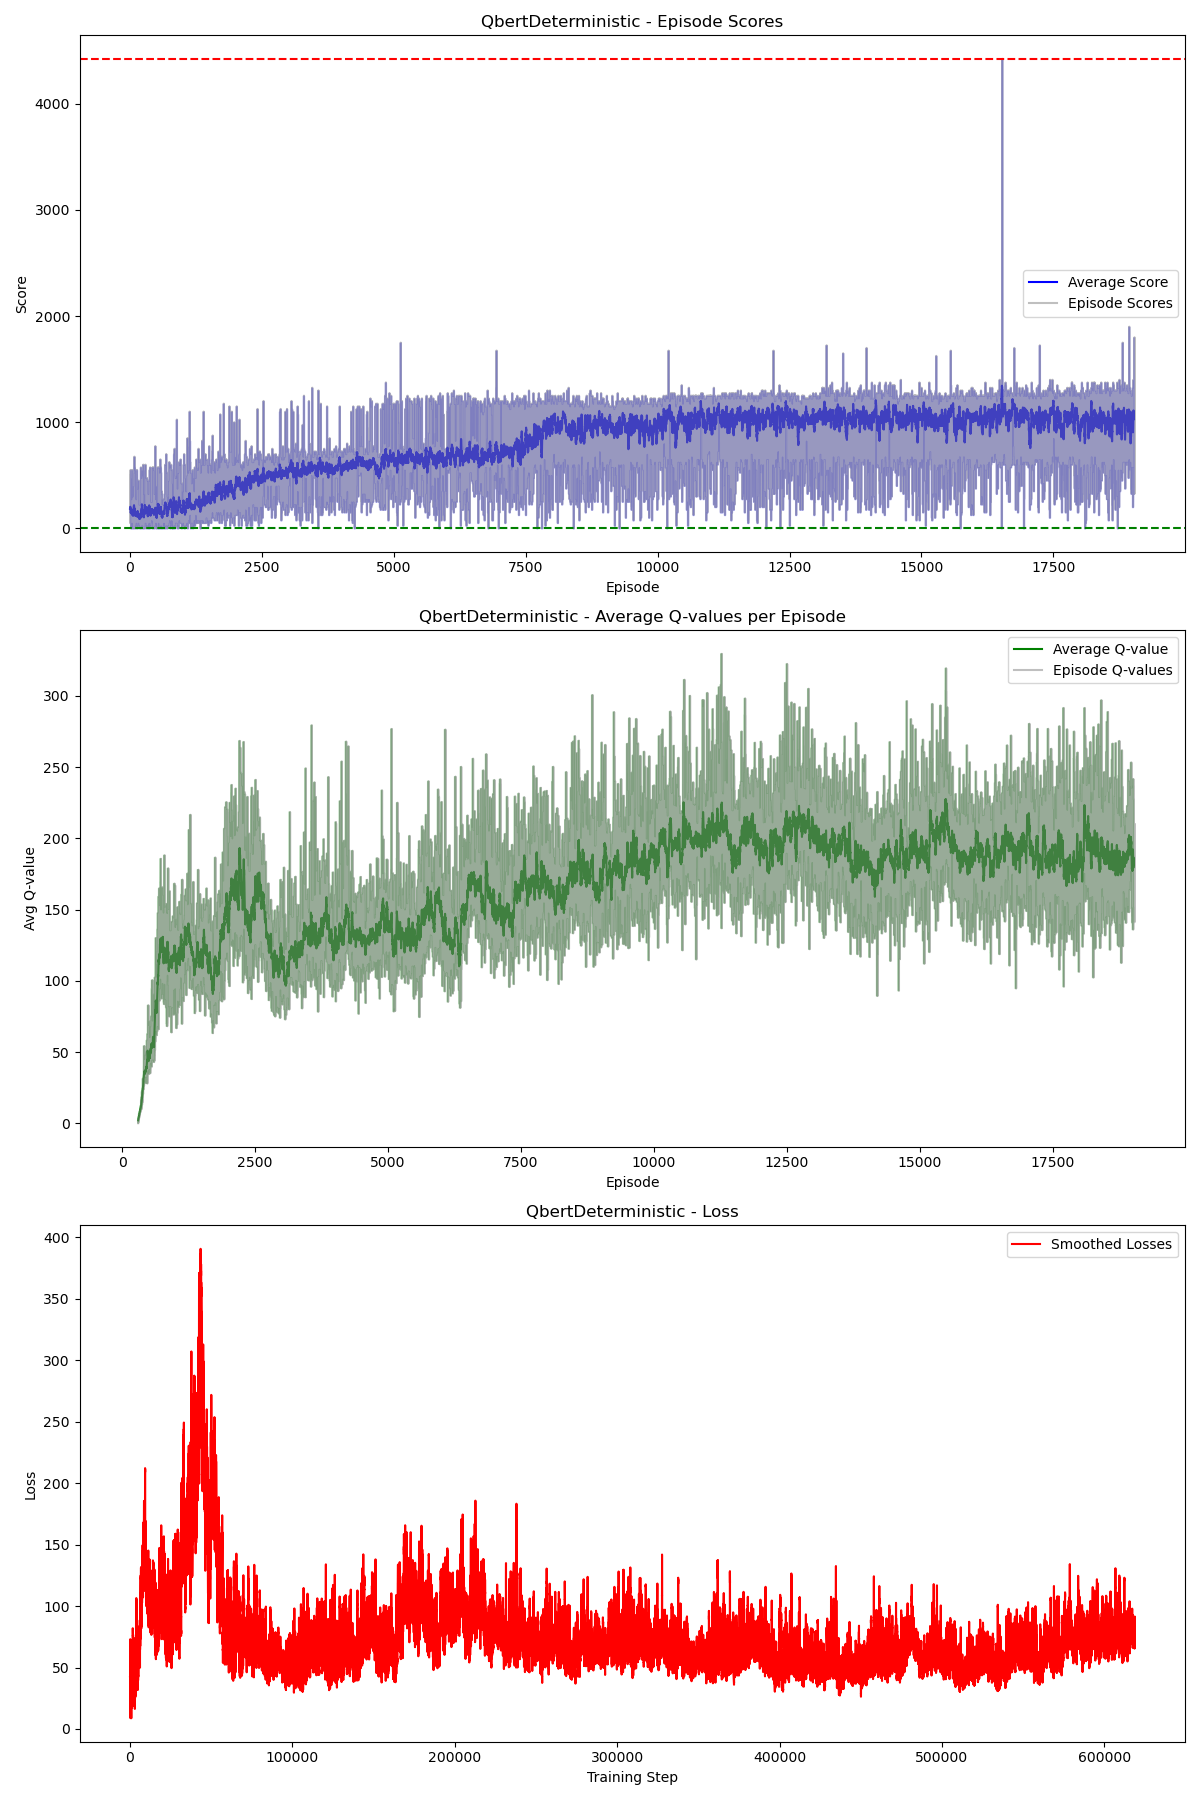 QbertDeterministic - Episode Scores
4000
3000
2000
1000
0
Score
Average Score
Episode Scores
0 2500 5000 7500 10000 12500 15000 17500
Episode
QbertDeterministic - Average Q-values per Episode
300
250
200
150
100
50
0
Avg Q-value
Average Q-value
Episode Q-values
0 2500 5000 7500 10000 12500 15000 17500
Episode
QbertDeterministic - Loss
400
350
300
250
200
150
100
50
0
Loss
Smoothed Losses
0 100000 200000 300000 400000 500000 600000
Training Step